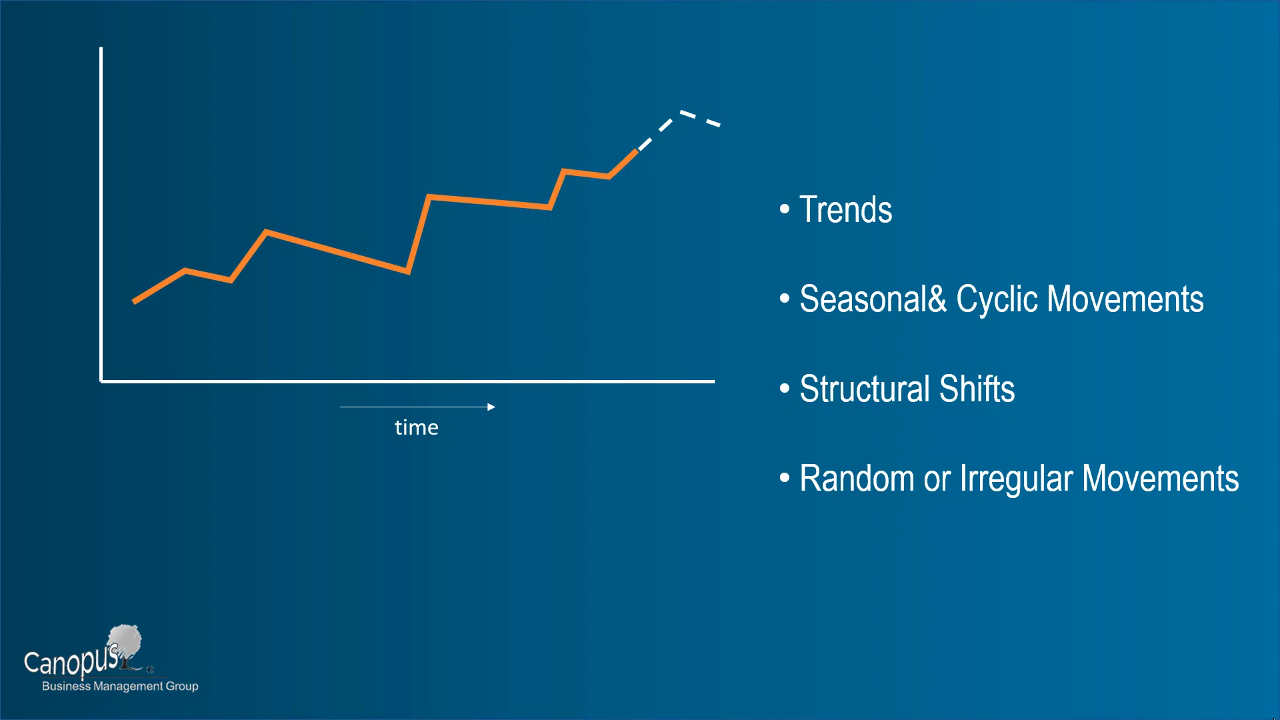 • Trends
• Seasonal& Cyclic Movements
• Structural Shifts
• Random or Irregular Movements
time
Canopus
Business Management Group